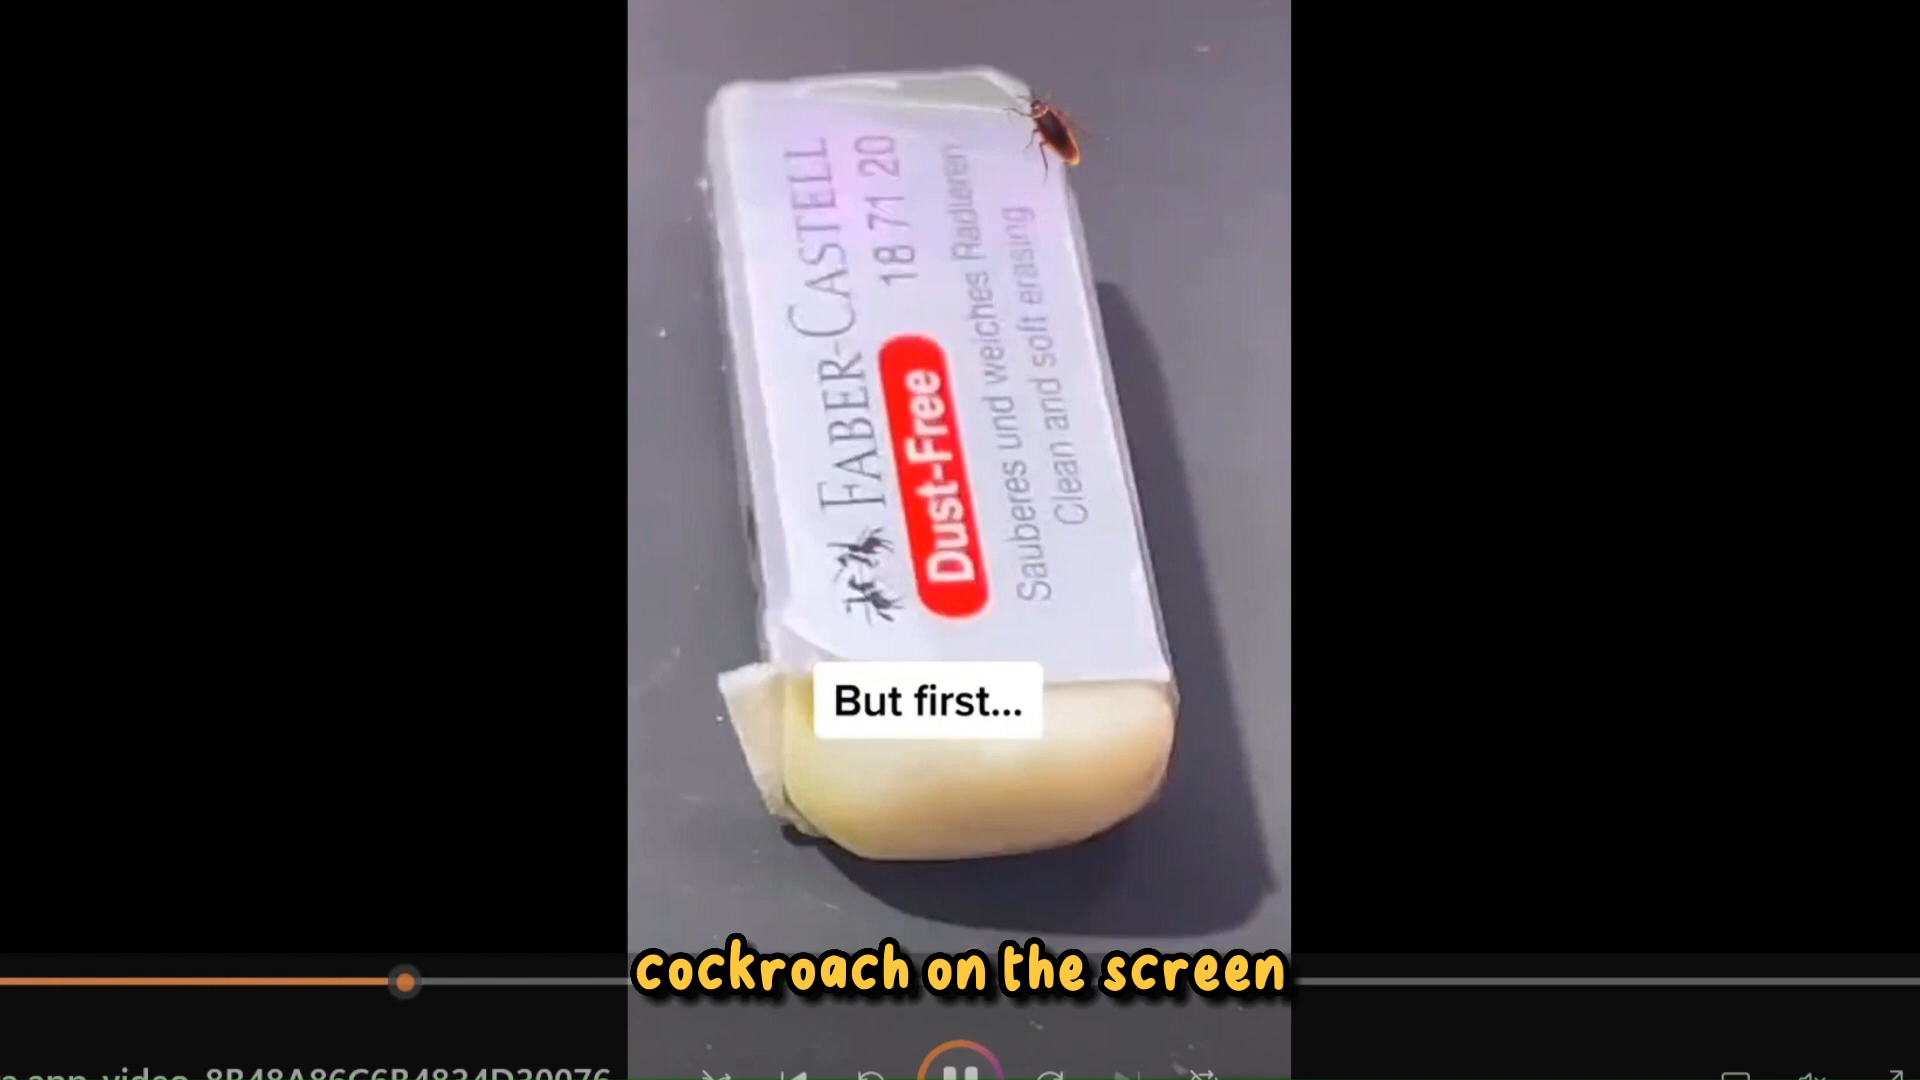 FABER-CASTELL
18 71 20
Dust-Free
Sauberes und weiches Radieren
Clean and soft erasing
But first...
cockroach on the screen